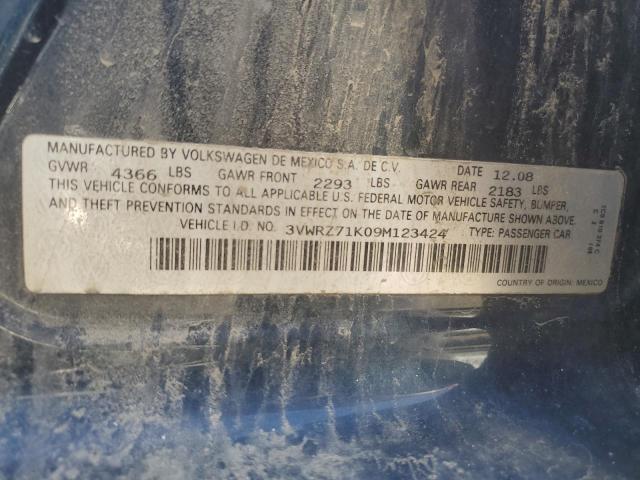 MANUFACTURED BY VOLKSWAGEN DE MEXICO S.A. DE C.V. DATE 12.08
GVWR 4366 LBS GAWR FRONT 2293 LBS GAWR REAR 2183 LBS
THIS VEHICLE CONFORMS TO ALL APPLICABLE U.S. FEDERAL MOTOR VEHICLE SAFETY, BUMPER,
AND THEFT PREVENTION STANDARDS IN EFFECT ON THE DATE OF MANUFACTURE SHOWN ABOVE.
VEHICLE I.D. NO. 3VWRZ71K09M123424 TYPE: PASSENGER CAR
COUNTRY OF ORIGIN: MEXICO